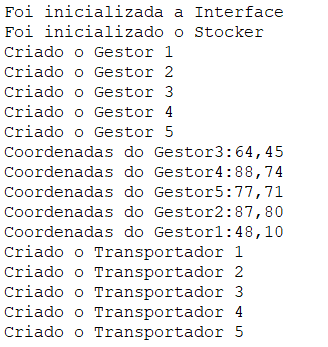 Foi inicializada a Interface
Foi inicializado o Stocker
Criado o Gestor 1
Criado o Gestor 2
Criado o Gestor 3
Criado o Gestor 4
Criado o Gestor 5
Coordenadas do Gestor3:64,45
Coordenadas do Gestor4:88,74
Coordenadas do Gestor5:77,71
Coordenadas do Gestor2:87,80
Coordenadas do Gestor1:48,10
Criado o Transportador 1
Criado o Transportador 2
Criado o Transportador 3
Criado o Transportador 4
Criado o Transportador 5